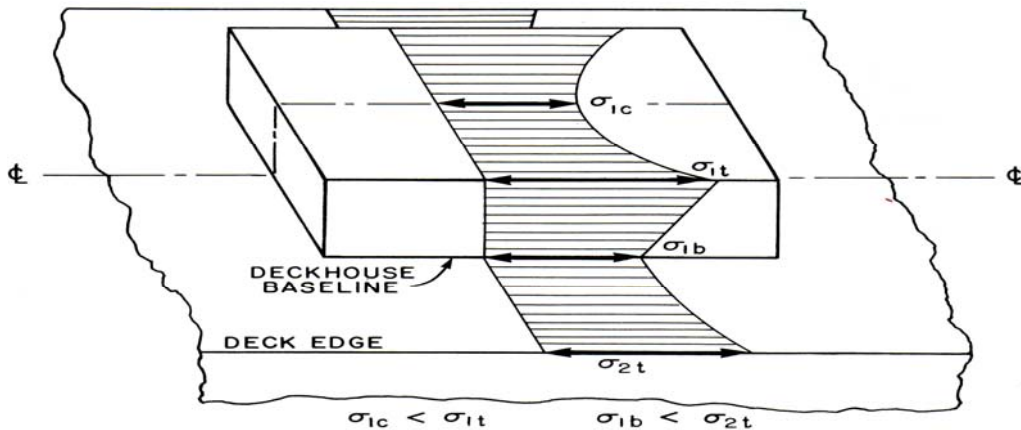 σ1c
℄
℄
σ1t
σ1b
DECKHOUSE
BASELINE
DECK EDGE
σ2t
σ1c < σ1t
σ1b < σ2t